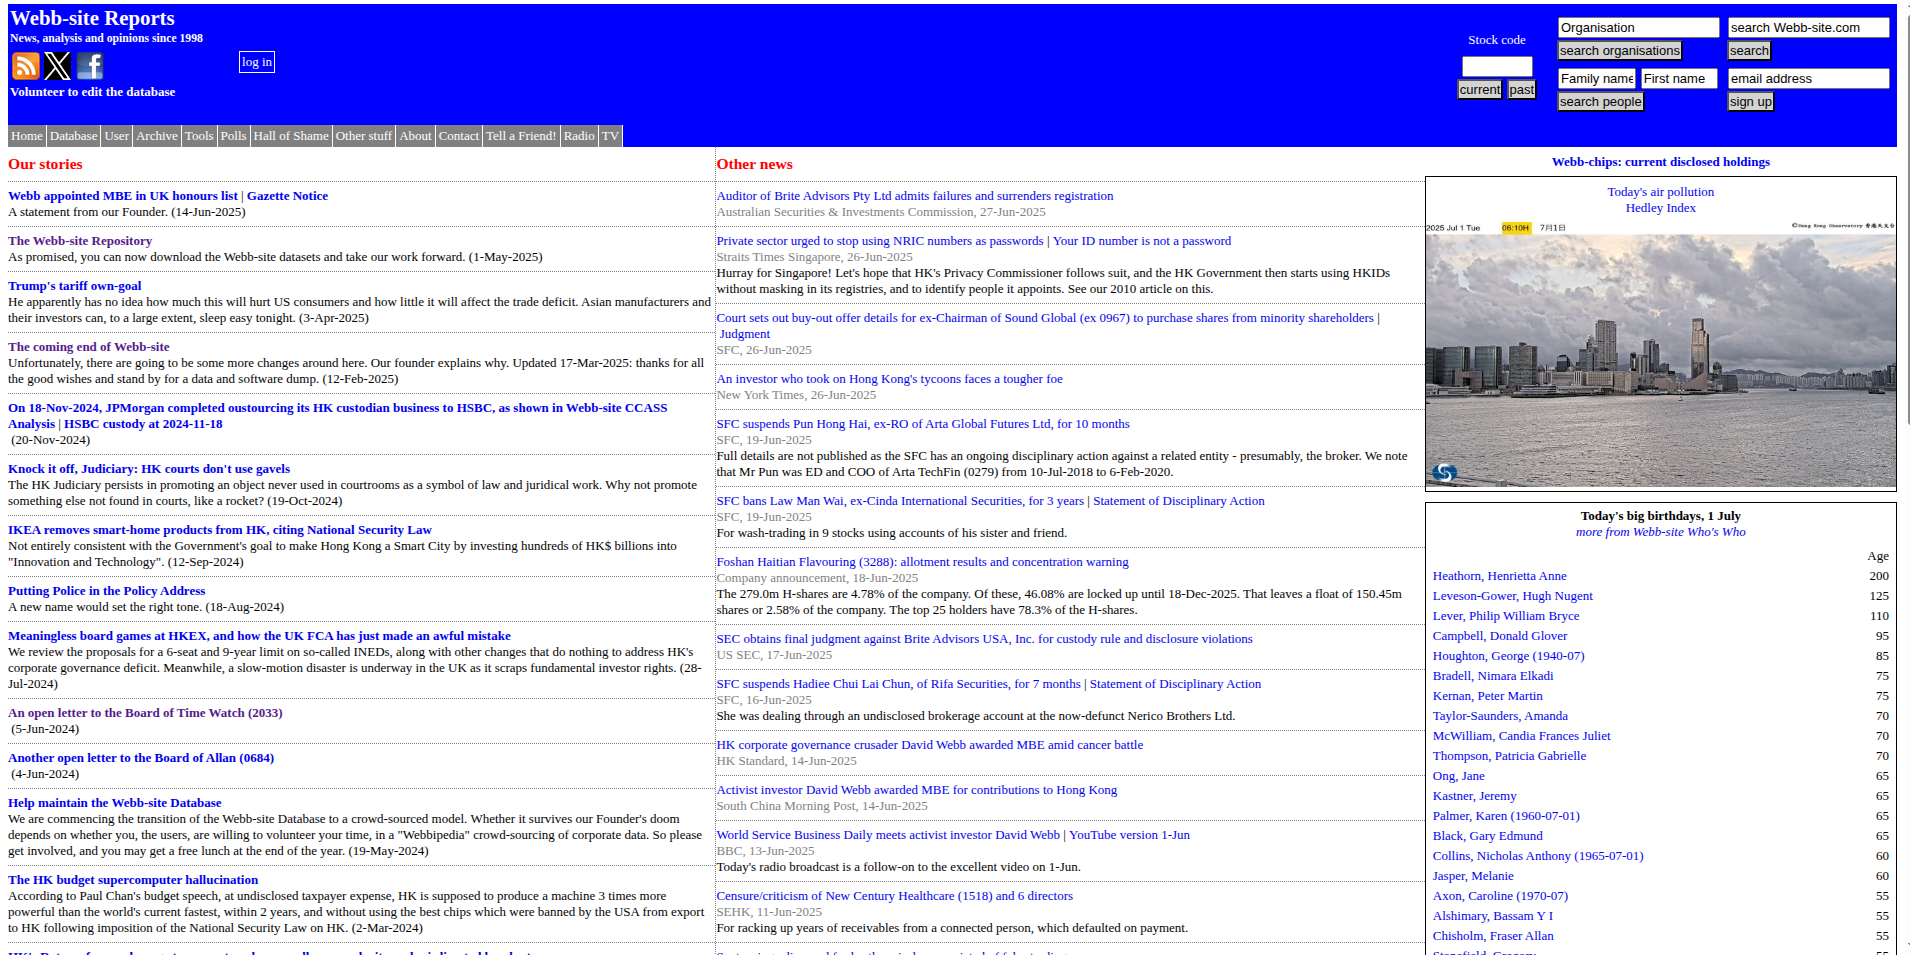 Webb-site Reports
News, analysis and opinions since 1998
log in
Volunteer to edit the database
Stock code
current past
Organisation
search organisations
Family name First name
search people
search Webb-site.com
search
email address
sign up
Home Database User Archive Tools Polls Hall of Shame Other stuff About Contact Tell a Friend! Radio TV
Our stories
Webb appointed MBE in UK honours list | Gazette Notice
A statement from our Founder. (14-Jun-2025)
The Webb-site Repository
As promised, you can now download the Webb-site datasets and take our work forward. (1-May-2025)
Trump's tariff own-goal
He apparently has no idea how much this will hurt US consumers and how little it will affect the trade deficit. Asian manufacturers and
their investors can, to a large extent, sleep easy tonight. (3-Apr-2025)
The coming end of Webb-site
Unfortunately, there are going to be some more changes around here. Our founder explains why. Updated 17-Mar-2025: thanks for all
the good wishes and stand by for a data and software dump. (12-Feb-2025)
On 18-Nov-2024, JPMorgan completed oustourcing its HK custodian business to HSBC, as shown in Webb-site CCASS
Analysis | HSBC custody at 2024-11-18
(20-Nov-2024)
Knock it off, Judiciary: HK courts don't use gavels
The HK Judiciary persists in promoting an object never used in courtrooms as a symbol of law and juridical work. Why not promote
something else not found in courts, like a rocket? (19-Oct-2024)
IKEA removes smart-home products from HK, citing National Security Law
Not entirely consistent with the Government's goal to make Hong Kong a Smart City by investing hundreds of HK$ billions into
"Innovation and Technology". (12-Sep-2024)
Putting Police in the Policy Address
A new name would set the right tone. (18-Aug-2024)
Meaningless board games at HKEX, and how the UK FCA has just made an awful mistake
We review the proposals for a 6-seat and 9-year limit on so-called INEDs, along with other changes that do nothing to address HK's
corporate governance deficit. Meanwhile, a slow-motion disaster is underway in the UK as it scraps fundamental investor rights. (28-
Jul-2024)
An open letter to the Board of Time Watch (2033)
(5-Jun-2024)
Another open letter to the Board of Allan (0684)
(4-Jun-2024)
Help maintain the Webb-site Database
We are commencing the transition of the Webb-site Database to a crowd-sourced model. Whether it survives our Founder's doom
depends on whether you, the users, are willing to volunteer your time, in a "Webbipedia" crowd-sourcing of corporate data. So please
get involved, and you may get a free lunch at the end of the year. (19-May-2024)
The HK budget supercomputer hallucination
According to Paul Chan's budget speech, at undisclosed taxpayer expense, HK is supposed to produce a machine 3 times more
powerful than the world's current fastest, within 2 years, and without using the best chips which were banned by the USA from export
to HK following imposition of the National Security Law on HK. (2-Mar-2024)
Other news
Auditor of Brite Advisors Pty Ltd admits failures and surrenders registration
Australian Securities & Investments Commission, 27-Jun-2025
Private sector urged to stop using NRIC numbers as passwords | Your ID number is not a password
Straits Times Singapore, 26-Jun-2025
Hurray for Singapore! Let's hope that HK's Privacy Commissioner follows suit, and the HK Government then starts using HKIDs
without masking in its registries, and to identify people it appoints. See our 2010 article on this.
Court sets out buy-out offer details for ex-Chairman of Sound Global (ex 0967) to purchase shares from minority shareholders |
Judgment
SFC, 26-Jun-2025
An investor who took on Hong Kong's tycoons faces a tougher foe
New York Times, 26-Jun-2025
SFC suspends Pun Hong Hai, ex-RO of Arta Global Futures Ltd, for 10 months
SFC, 19-Jun-2025
Full details are not published as the SFC has an ongoing disciplinary action against a related entity - presumably, the broker. We note
that Mr Pun was ED and COO of Arta TechFin (0279) from 10-Jul-2018 to 6-Feb-2020.
SFC bans Law Man Wai, ex-Cinda International Securities, for 3 years | Statement of Disciplinary Action
SFC, 19-Jun-2025
For wash-trading in 9 stocks using accounts of his sister and friend.
Foshan Haitian Flavouring (3288): allotment results and concentration warning
Company announcement, 18-Jun-2025
The 279.0m H-shares are 4.78% of the company. Of these, 46.08% are locked up until 18-Dec-2025. That leaves a float of 150.45m
shares or 2.58% of the company. The top 25 holders have 78.3% of the H-shares.
SEC obtains final judgment against Brite Advisors USA, Inc. for custody rule and disclosure violations
US SEC, 17-Jun-2025
SFC suspends Hadiee Chui Lai Chun, of Rifa Securities, for 7 months | Statement of Disciplinary Action
SFC, 16-Jun-2025
She was dealing through an undisclosed brokerage account at the now-defunct Nerico Brothers Ltd.
HK corporate governance crusader David Webb awarded MBE amid cancer battle
HK Standard, 14-Jun-2025
Activist investor David Webb awarded MBE for contributions to Hong Kong
South China Morning Post, 14-Jun-2025
World Service Business Daily meets activist investor David Webb | YouTube version 1-Jun
BBC, 13-Jun-2025
Today's radio broadcast is a follow-on to the excellent video on 1-Jun.
Censure/criticism of New Century Healthcare (1518) and 6 directors
SEHK, 11-Jun-2025
For racking up years of receivables from a connected person, which defaulted on payment.
Webb-chips: current disclosed holdings
Today's air pollution
Hedley Index
2025 Jul 1 Tue 06:10H 7月1日 ©Hong Kong Observatory 香港天文台
Today's big birthdays, 1 July
more from Webb-site Who's Who
Age
Heathorn, Henrietta Anne 200
Leveson-Gower, Hugh Nugent 125
Lever, Philip William Bryce 110
Campbell, Donald Glover 95
Houghton, George (1940-07) 85
Bradell, Nimara Elkadi 75
Kernan, Peter Martin 75
Taylor-Saunders, Amanda 70
McWilliam, Candia Frances Juliet 70
Thompson, Patricia Gabrielle 70
Ong, Jane 65
Kastner, Jeremy 65
Palmer, Karen (1960-07-01) 65
Black, Gary Edmund 65
Collins, Nicholas Anthony (1965-07-01) 60
Jasper, Melanie 60
Axon, Caroline (1970-07) 55
Alshimary, Bassam Y I 55
Chisholm, Fraser Allan 55